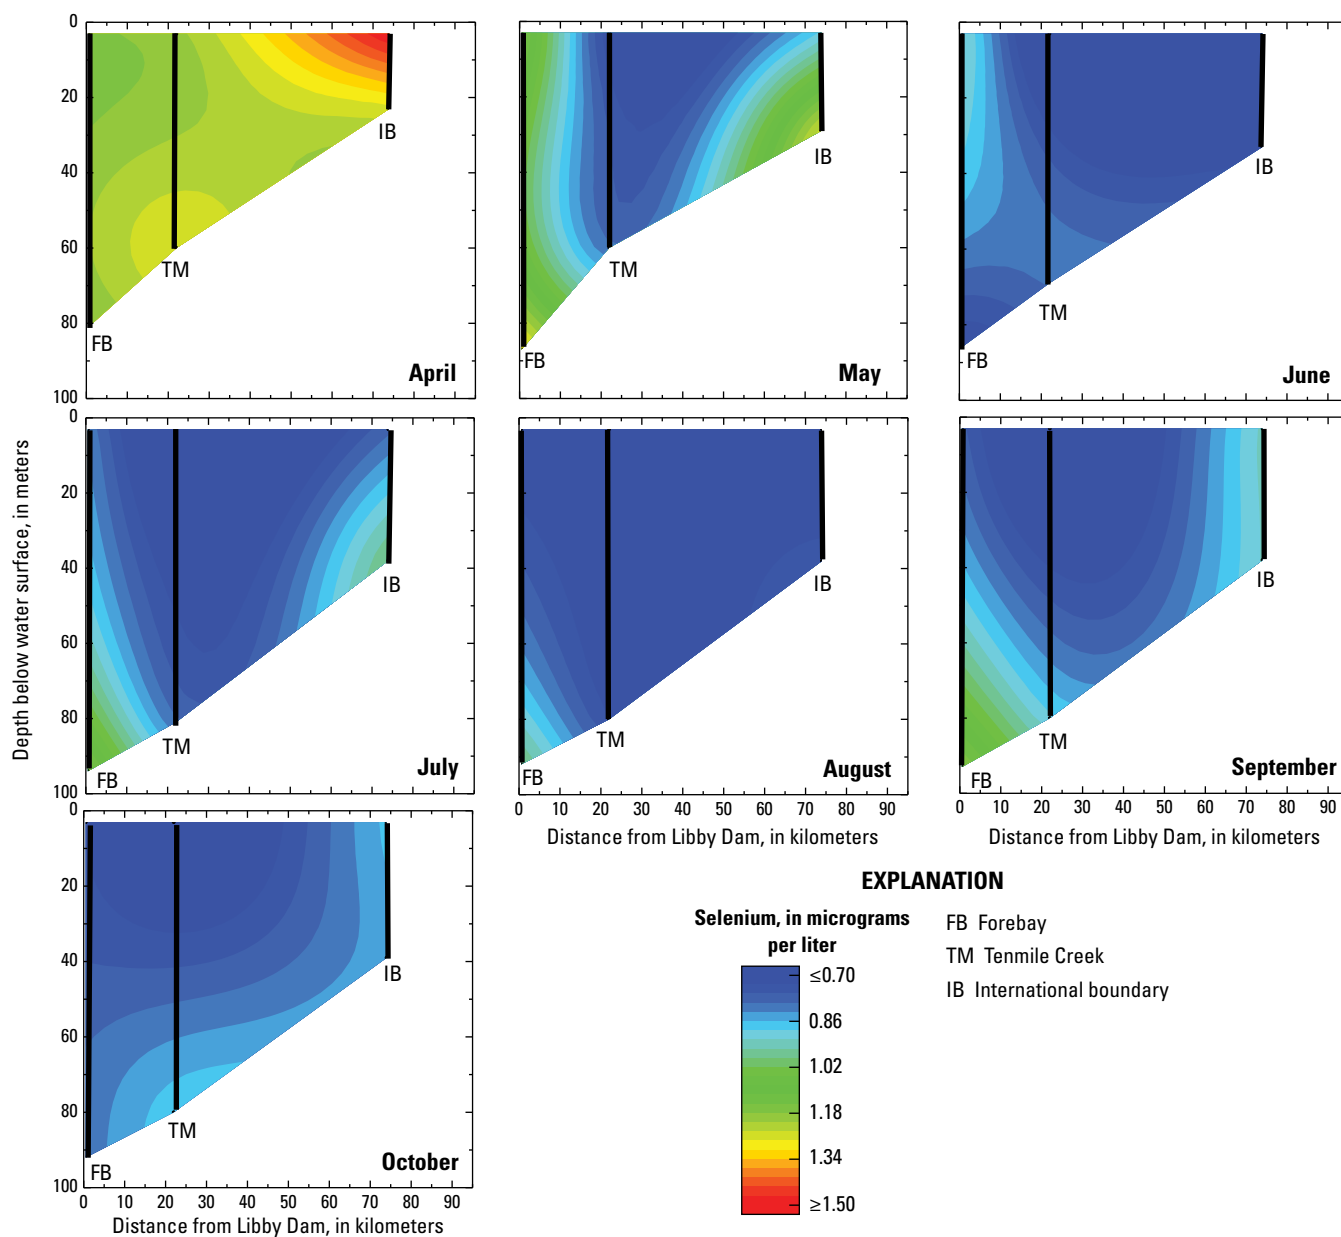 0
20
40
60
80
100
FB
TM
IB
April
FB
TM
IB
May
FB
TM
IB
June
Depth below water surface, in meters
0
20
40
60
80
100
FB
TM
IB
July
FB
TM
IB
August
0 10 20 30 40 50 60 70 80 90
Distance from Libby Dam, in kilometers
FB
TM
IB
September
0 10 20 30 40 50 60 70 80 90
Distance from Libby Dam, in kilometers
0
20
40
60
80
100
FB
TM
IB
October
0 10 20 30 40 50 60 70 80 90
Distance from Libby Dam, in kilometers
EXPLANATION
Selenium, in micrograms
per liter
≤0.70
0.86
1.02
1.18
1.34
≥1.50
FB Forebay
TM Tenmile Creek
IB International boundary